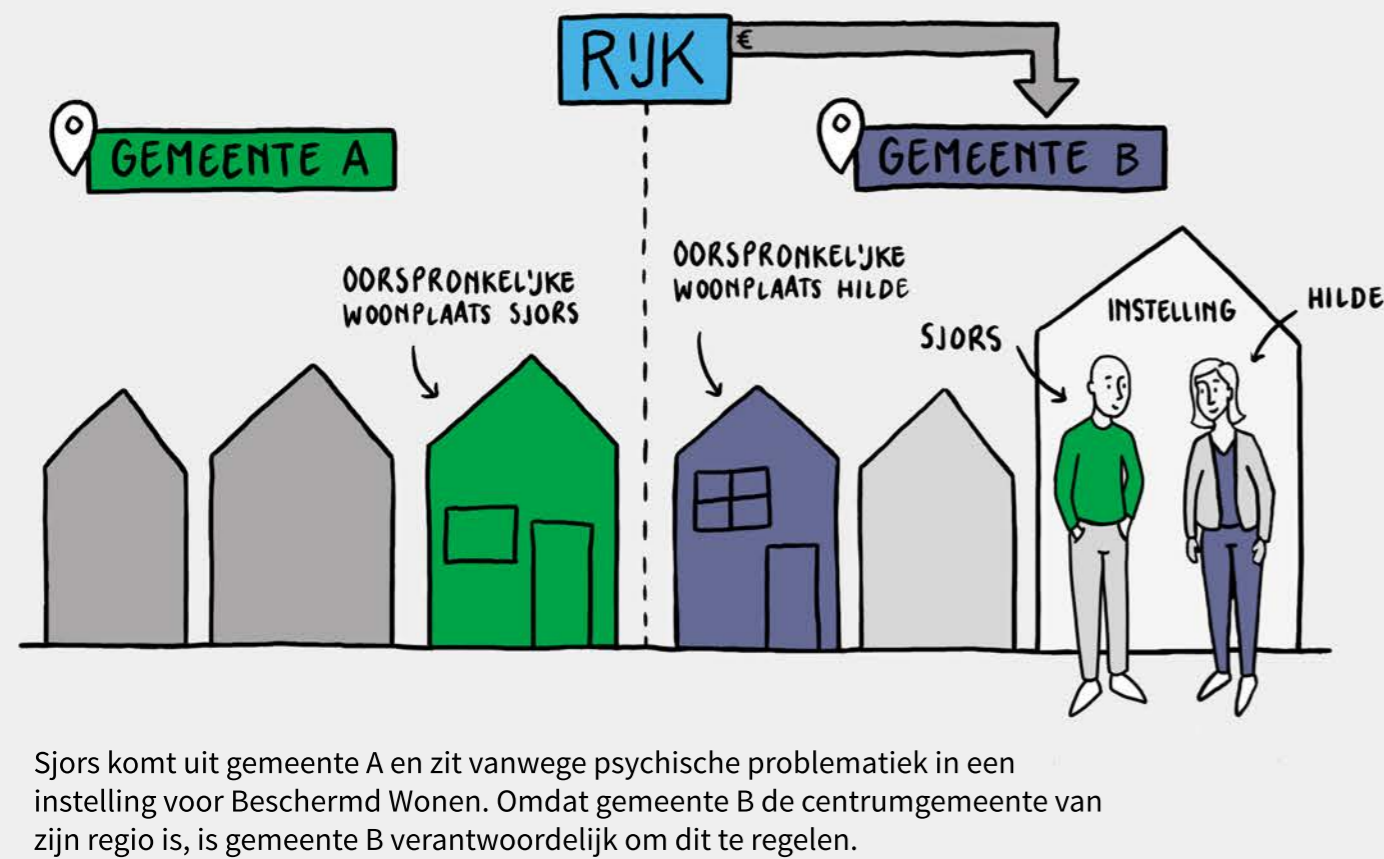 RIJK
€
GEMEENTE A
GEMEENTE B
OORSPRONKELIJKE
WOONPLAATS SJORS
OORSPRONKELIJKE
WOONPLAATS HILDE
SJORS
INSTELLING
HILDE
Sjors komt uit gemeente A en zit vanwege psychische problematiek in een
instelling voor Beschermd Wonen. Omdat gemeente B de centrumgemeente van
zijn regio is, is gemeente B verantwoordelijk om dit te regelen.